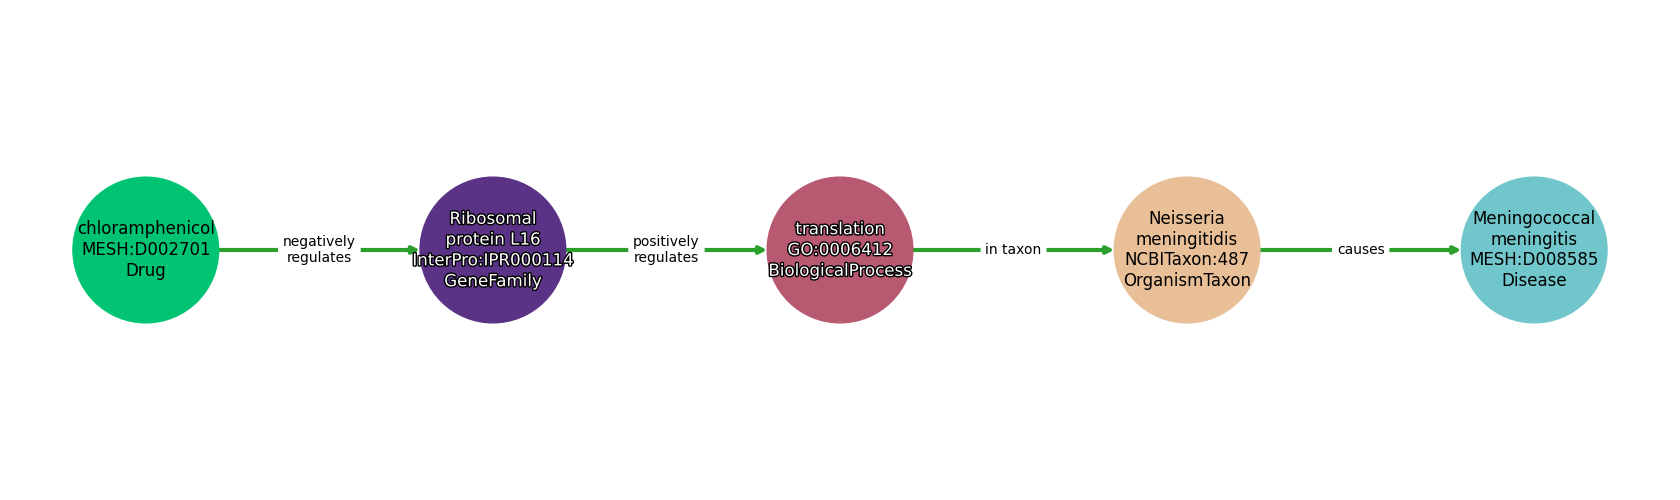 chloramphenicol
MESH:D002701
Drug
negatively
regulates
Ribosomal
protein L16
InterPro:IPR000114
GeneFamily
positively
regulates
translation
GO:0006412
BiologicalProcess
in taxon
Neisseria
meningitidis
NCBITaxon:487
OrganismTaxon
causes
Meningococcal
meningitis
MESH:D008585
Disease